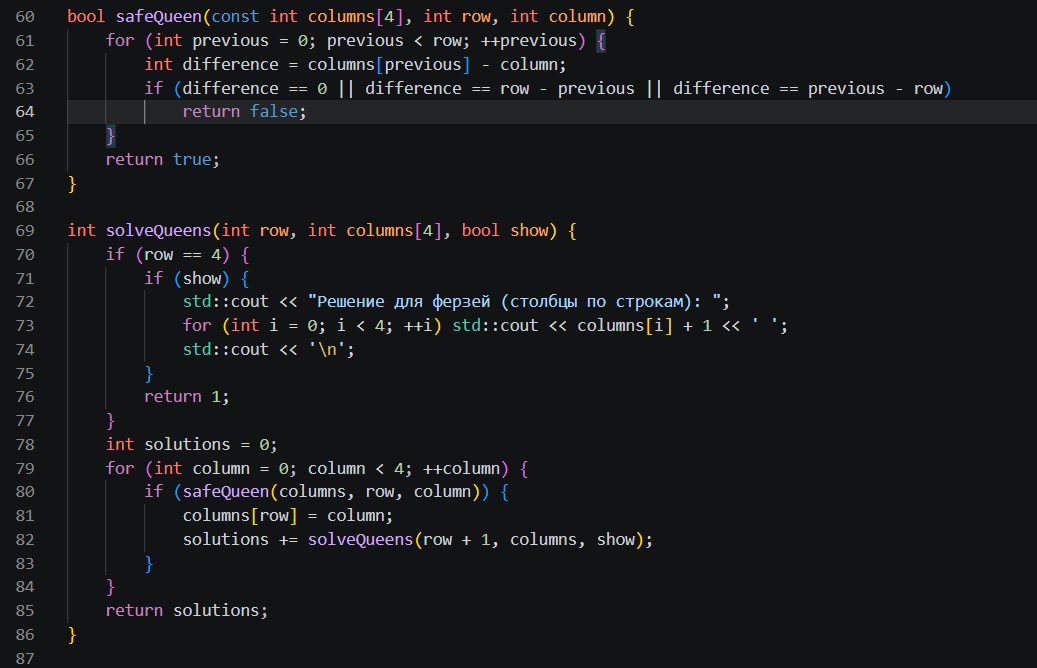 60 bool safeQueen(const int columns[4], int row, int column) {
61     for (int previous = 0; previous < row; ++previous) {
62         int difference = columns[previous] - column;
63         if (difference == 0 || difference == row - previous || difference == previous - row)
64             return false;
65     }
66     return true;
67 }
68
69 int solveQueens(int row, int columns[4], bool show) {
70     if (row == 4) {
71         if (show) {
72             std::cout << "Решение для ферзей (столбцы по строкам): ";
73             for (int i = 0; i < 4; ++i) std::cout << columns[i] + 1 << ' ';
74             std::cout << '\n';
75         }
76         return 1;
77     }
78     int solutions = 0;
79     for (int column = 0; column < 4; ++column) {
80         if (safeQueen(columns, row, column)) {
81             columns[row] = column;
82             solutions += solveQueens(row + 1, columns, show);
83         }
84     }
85     return solutions;
86 }
87